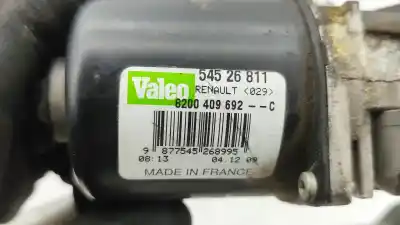 Valeo
545 26 811
RENAULT <029>
8200 409 692 -- C
9 877545 268995
08:13 04.12.09
MADE IN FRANCE